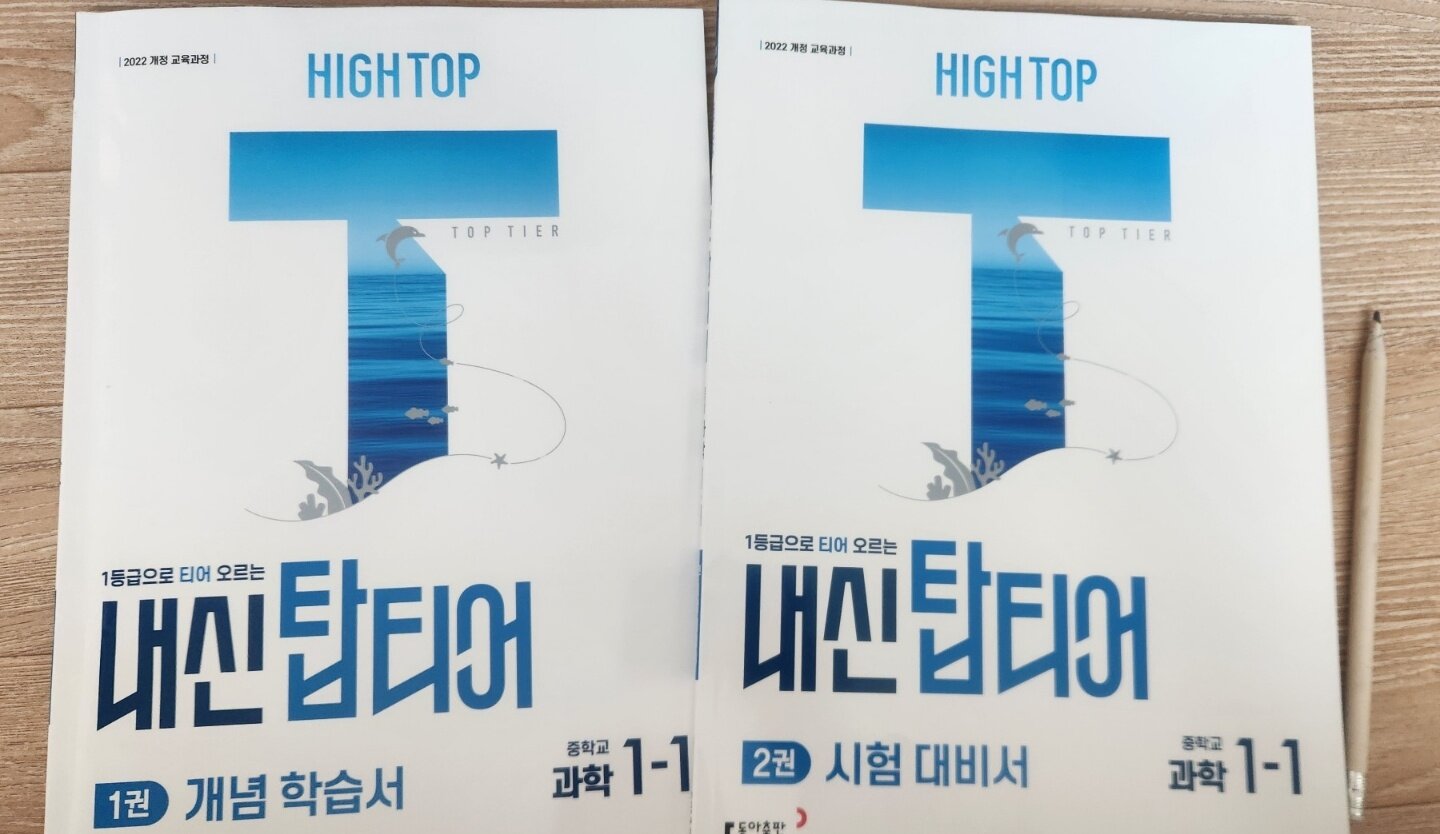 2022 개정 교육과정
HIGH TOP
TOP TIER
1등급으로 티어 오르는
내신 탑티어
중학교
과학 1-1
1권 개념 학습서
2022 개정 교육과정
HIGH TOP
TOP TIER
1등급으로 티어 오르는
내신 탑티어
중학교
과학 1-1
2권 시험 대비서
동아출판